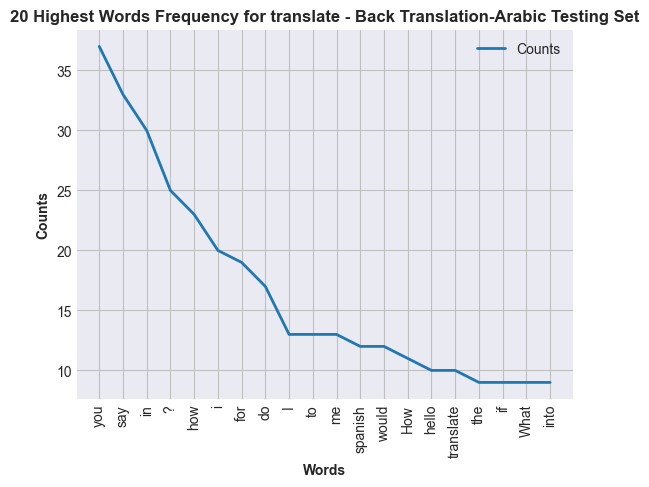 20 Highest Words Frequency for translate - Back Translation-Arabic Testing Set
Counts
35
30
25
20
15
10
Counts
you
say
in
?
how
i
for
do
I
to
me
spanish
would
How
hello
translate
the
if
What
into
Words